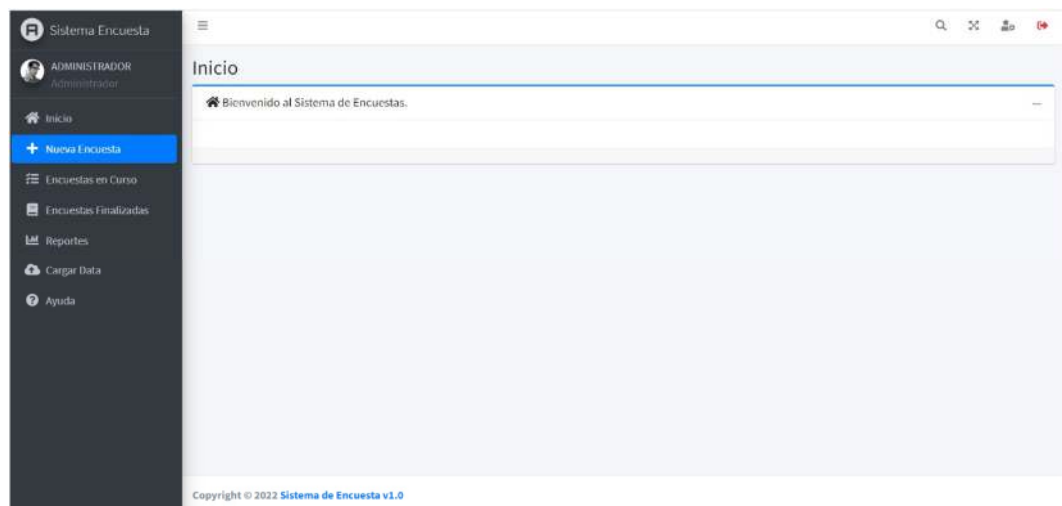 Sistema Encuesta
ADMINISTRADOR
Administrador
Inicio
Nueva Encuesta
Encuestas en Curso
Encuestas Finalizadas
Reportes
Cargar Data
Ayuda
Inicio
Bienvenido al Sistema de Encuestas.
Copyright © 2022 Sistema de Encuesta v1.0